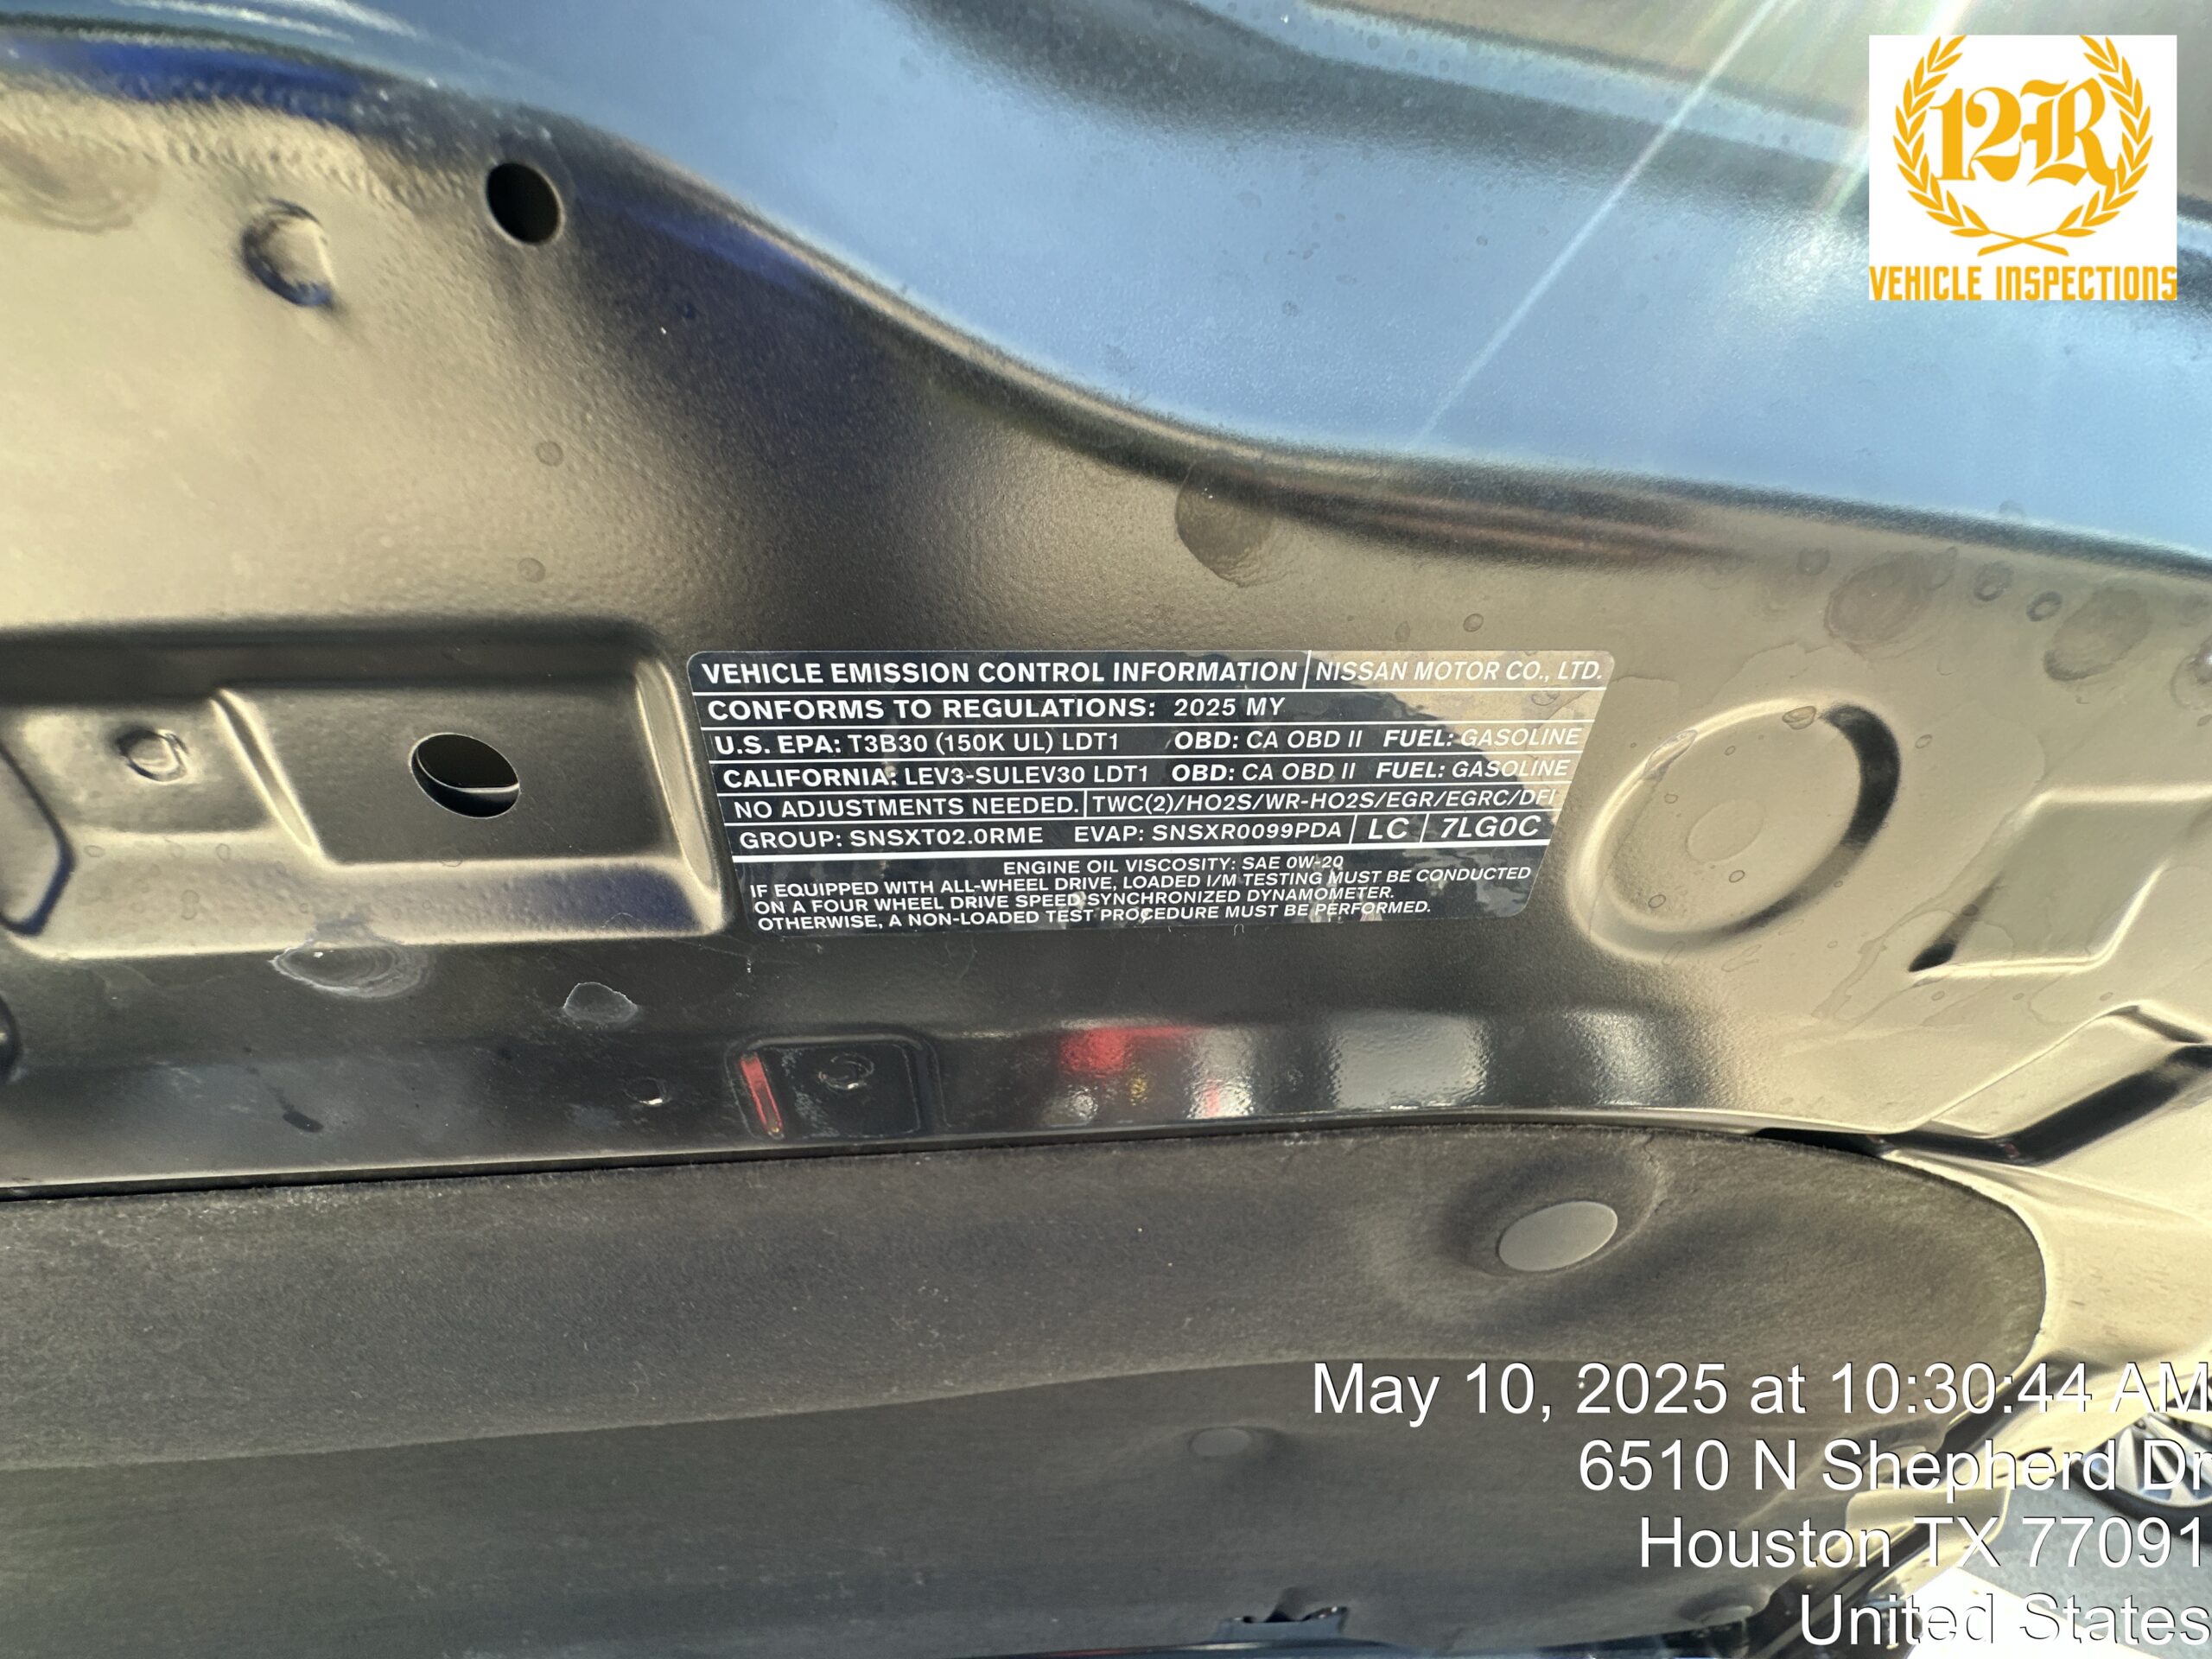 12R
VEHICLE INSPECTIONS
VEHICLE EMISSION CONTROL INFORMATION NISSAN MOTOR CO., LTD.
CONFORMS TO REGULATIONS: 2025 MY
U.S. EPA: T3B30 (150K UL) LDT1 OBD: CA OBD II FUEL: GASOLINE
CALIFORNIA: LEV3-SULEV30 LDT1 OBD: CA OBD II FUEL: GASOLINE
NO ADJUSTMENTS NEEDED. TWC(2)/HO2S/WR-HO2S/EGR/EGRC/DFI
GROUP: SNSXT02.0RME EVAP: SNSXR0099PDA LC 7LG0C
ENGINE OIL VISCOSITY: SAE 0W-20
IF EQUIPPED WITH ALL-WHEEL DRIVE, LOADED I/M TESTING MUST BE CONDUCTED
ON A FOUR WHEEL DRIVE SPEED SYNCHRONIZED DYNAMOMETER.
OTHERWISE, A NON-LOADED TEST PROCEDURE MUST BE PERFORMED.
May 10, 2025 at 10:30:44 AM
6510 N Shepherd Dr
Houston TX 77091
United States